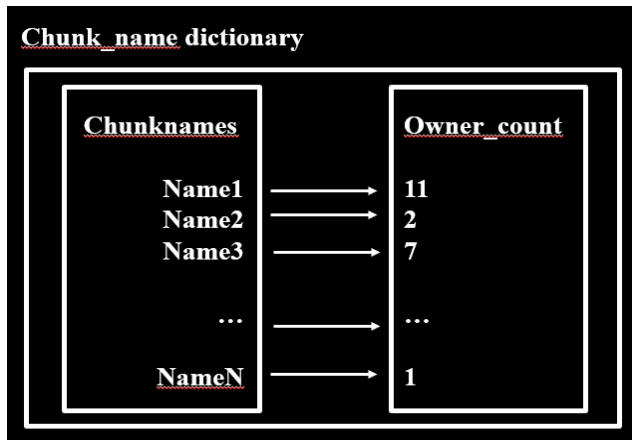 Chunk_name dictionary
Chunknames Owner_count
Name1 11
Name2 2
Name3 7
... ...
NameN 1